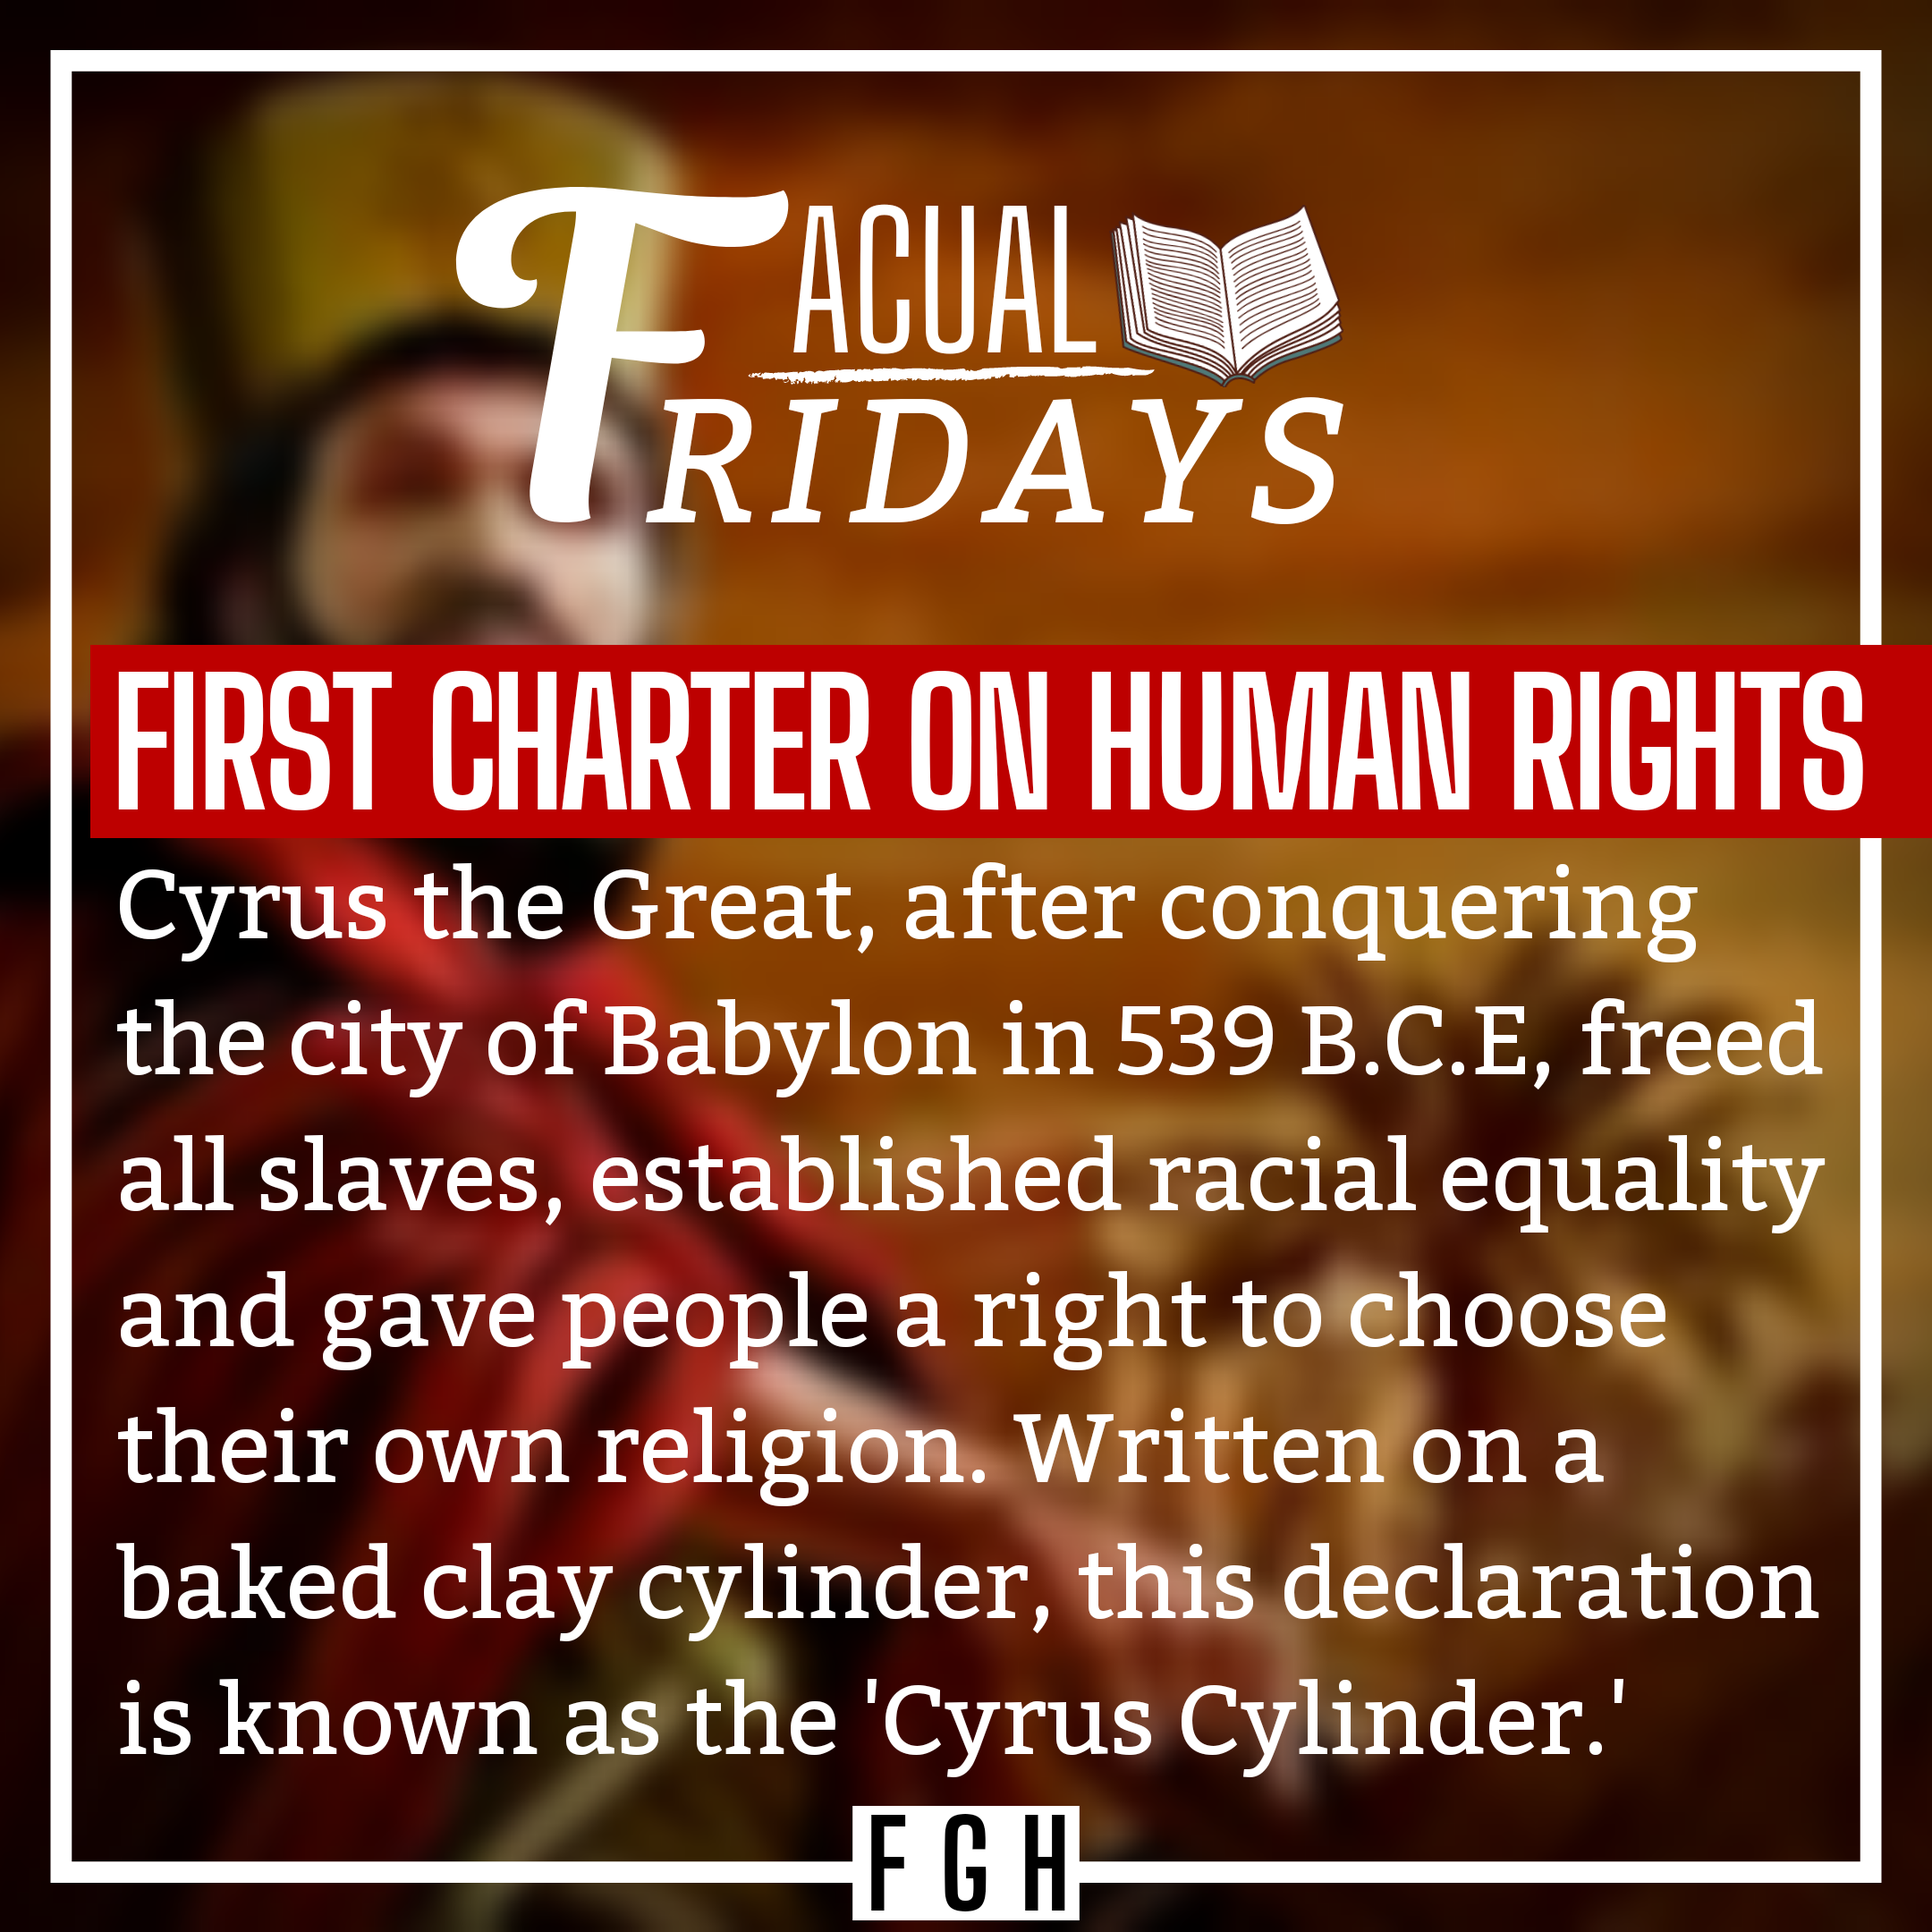 FACUAL
FRIDAYS
FIRST CHARTER ON HUMAN RIGHTS
Cyrus the Great, after conquering
the city of Babylon in 539 B.C.E, freed
all slaves, established racial equality
and gave people a right to choose
their own religion. Written on a
baked clay cylinder, this declaration
is known as the 'Cyrus Cylinder.'
FGH